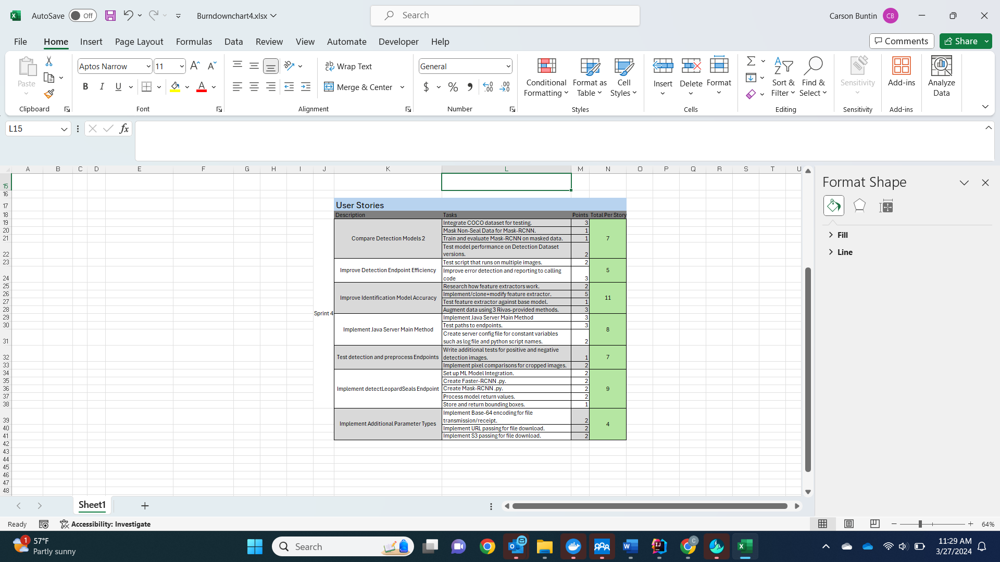 AutoSave Off Burndownchart4.xlsx Search Carson Buntin CB
File Home Insert Page Layout Formulas Data Review View Automate Developer Help Comments Share
Paste Aptos Narrow 11 Wrap Text General Conditional Formatting Format as Table Cell Styles Insert Delete Format Sort & Filter Find & Select Sensitivity Add-ins Analyze Data
B I U Merge & Center $ %
Clipboard Font Alignment Number Styles Cells Editing Sensitivity Add-ins
L15 fx
A B C D E F G H I J K L M N O P Q R S T U
Format Shape
Fill
Line
15
16
17 User Stories
18 Description Tasks Points Total Per Story
19 Integrate COCO dataset for testing. 3
20 Mask Non-Seal Data for Mask-RCNN. 1
21 Compare Detection Models 2 Train and evaluate Mask-RCNN on masked data. 1 7
Test model performance on Detection Dataset
22 versions. 2
23 Test script that runs on multiple images. 2
Improve Detection Endpoint Efficiency Improve error detection and reporting to calling 5
24 code 3
25 Research how feature extractors work. 2
26 Improve Identification Model Accuracy Implement/clone+modify feature extractor. 5 11
27 Test feature extractor against base model. 1
28 Augment data using 3 Rivas-provided methods. 3
Sprint 4
29 Implement Java Server Main Method 3
30 Test paths to endpoints. 3
Implement Java Server Main Method Create server config file for constant variables 8
31 such as log file and python script names. 2
Write additional tests for positive and negative
32 Test detection and preprocess Endpoints detection images. 1 7
33 Implement pixel comparisons for cropped images. 2
34 Set up ML Model Integration. 2
35 Create Faster-RCNN .py. 2
36 Implement detectLeopardSeals Endpoint Create Mask-RCNN .py. 2 9
37 Process model return values. 2
38 Store and return bounding boxes. 1
Implement Base-64 encoding for file
39 Implement Additional Parameter Types transmission/receipt. 2 4
40 Implement URL passing for file download. 2
41 Implement S3 passing for file download. 2
42
43
44
45
46
47
48
Sheet1
Ready Accessibility: Investigate 64%
1 57°F
Partly sunny
Search
11:29 AM
3/27/2024